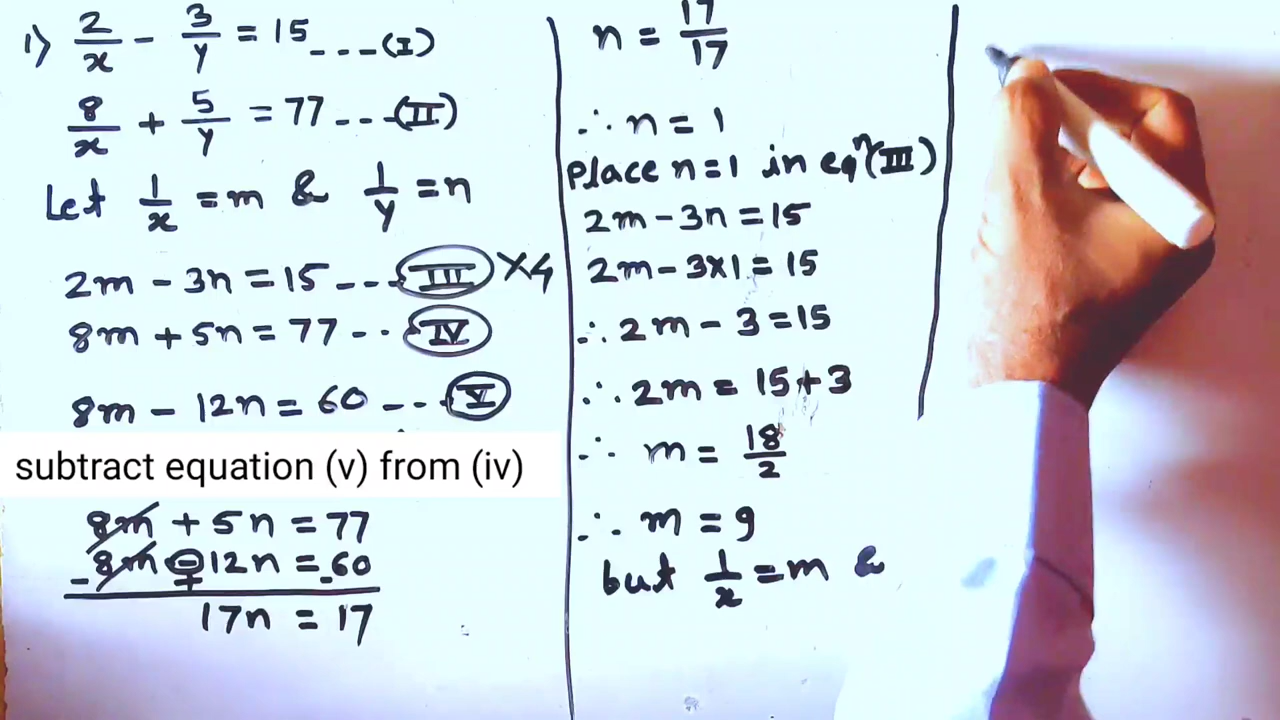 1) 2/x - 3/y = 15 ---(I)
8/x + 5/y = 77 ---(II)
Let 1/x = m & 1/y = n
2m - 3n = 15 --- III ×4
8m + 5n = 77 -- IV
8m - 12n = 60 --- V
subtract equation (v) from (iv)
8m + 5n = 77
- 8m - + 12n = - 60
17n = 17
n = 17/17
∴ n = 1
Place n=1 in eqn (III)
2m - 3n = 15
2m - 3×1 = 15
∴ 2m - 3 = 15
∴ 2m = 15 + 3
∴ m = 18/2
∴ m = 9
but 1/x = m &